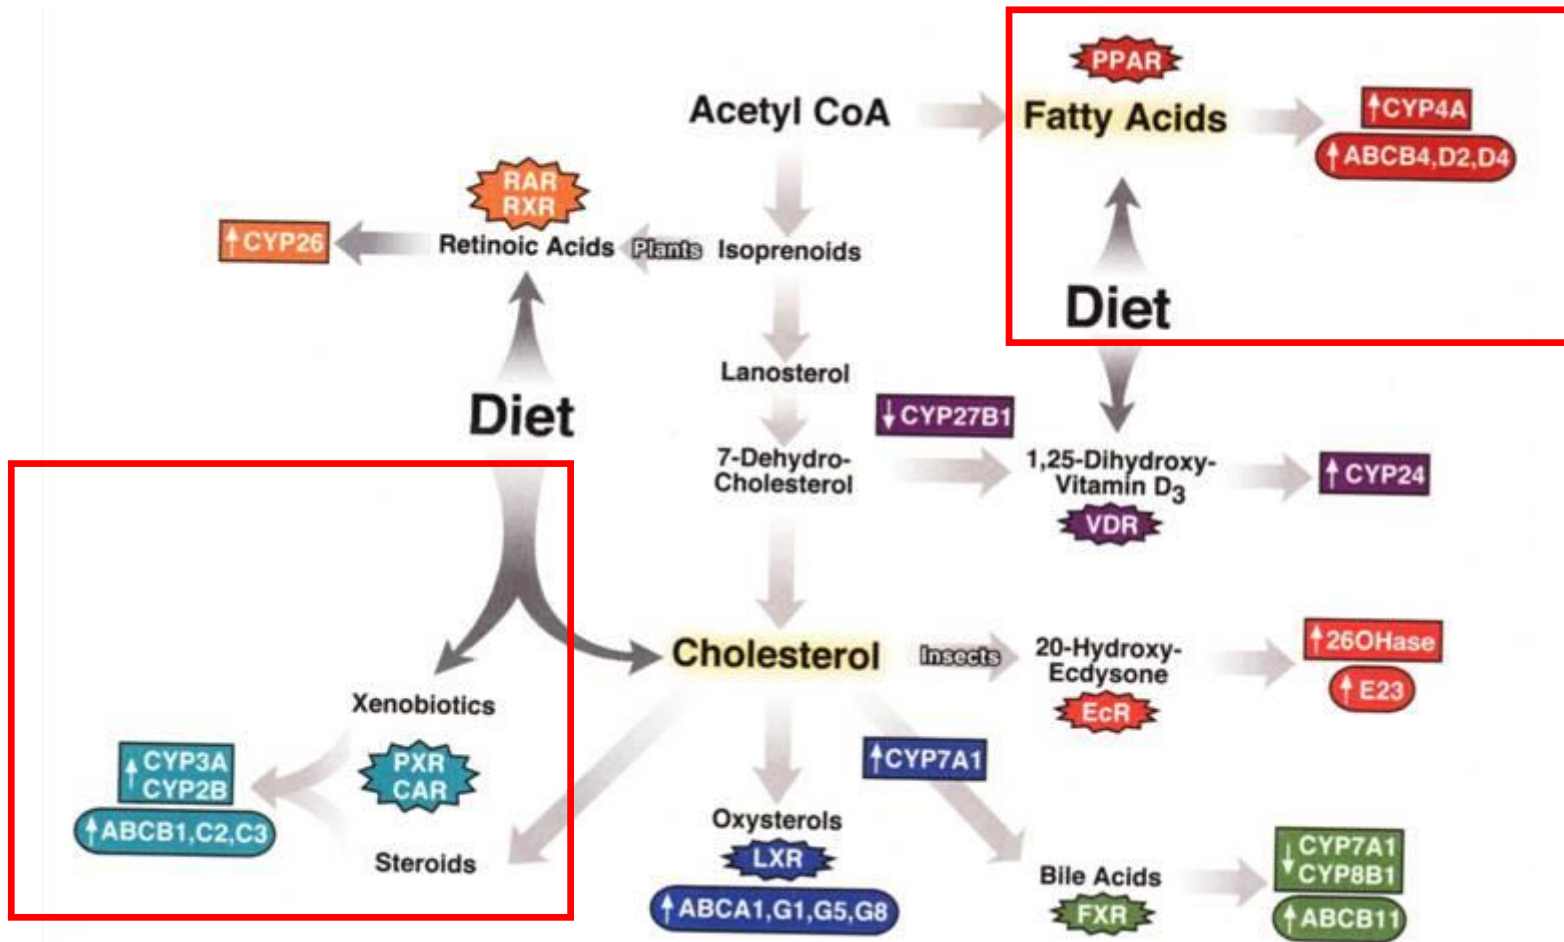 PPAR
Acetyl CoA
Fatty Acids
↑CYP4A
↑ABCB4,D2,D4
RAR
RXR
↑CYP26
Retinoic Acids
Plants
Isoprenoids
Diet
Lanosterol
Diet
↓CYP27B1
7-Dehydro-
Cholesterol
1,25-Dihydroxy-
Vitamin D3
↑CYP24
VDR
Cholesterol
Insects
20-Hydroxy-
Ecdysone
↑26OHase
↑E23
EcR
Xenobiotics
↑CYP3A
CYP2B
PXR
CAR
↑CYP7A1
↑ABCB1,C2,C3
Oxysterols
Steroids
LXR
↓CYP7A1
CYP8B1
Bile Acids
↑ABCA1,G1,G5,G8
FXR
↑ABCB11